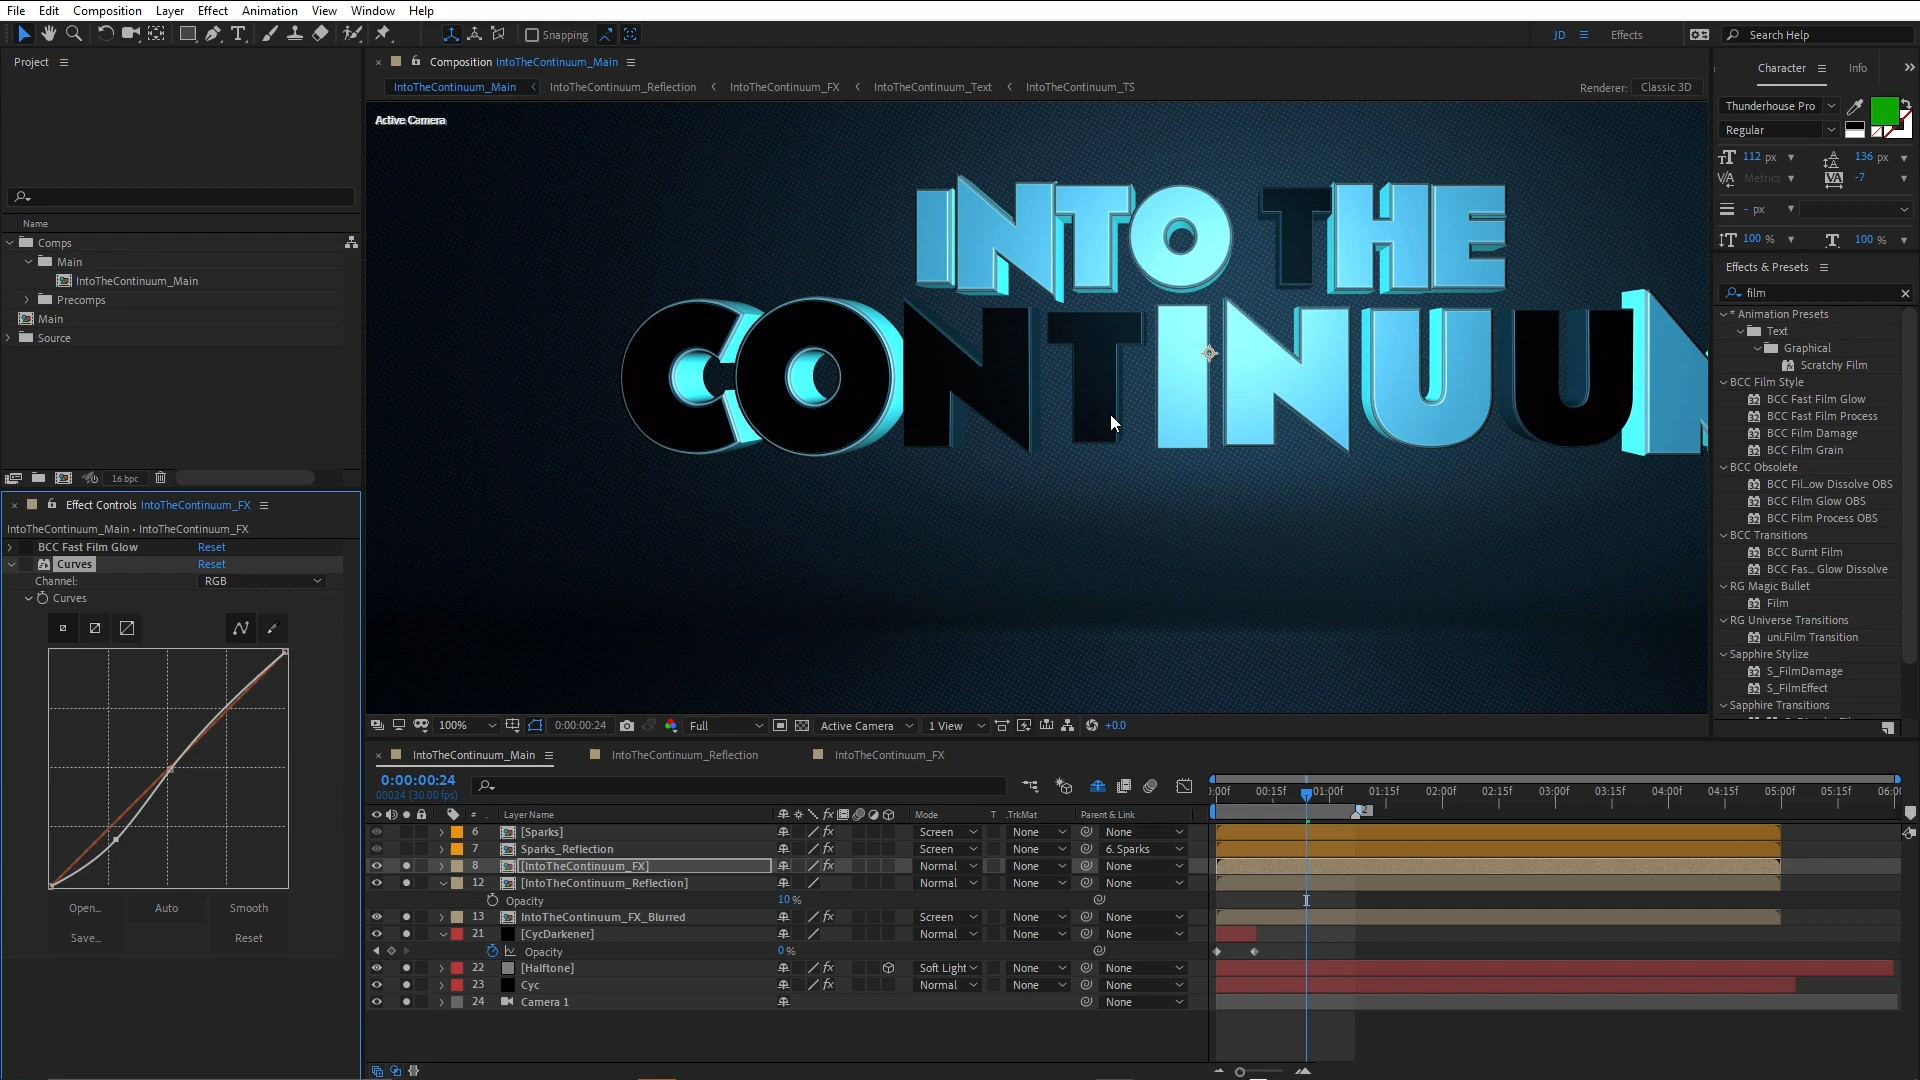 File Edit Composition Layer Effect Animation View Window Help
Snapping
JD
Effects
Search Help
Project
Name
Comps
Main
IntoTheContinuum_Main
Precomps
Main
Source
16 bpc
Composition IntoTheContinuum_Main
IntoTheContinuum_Main IntoTheContinuum_Reflection IntoTheContinuum_FX IntoTheContinuum_Text IntoTheContinuum_TS
Renderer: Classic 3D
Active Camera
INTO THE
CONTINUUM
100% 0:00:00:24 Full Active Camera 1 View +0.0
Effect Controls IntoTheContinuum_FX
IntoTheContinuum_Main • IntoTheContinuum_FX
BCC Fast Film Glow Reset
Curves Reset
Channel: RGB
Curves
Open... Auto Smooth
Save... Reset
Character Info
Thunderhouse Pro
Regular
112 px 136 px
Metrics -7
- px
100 % 100 %
Effects & Presets
film
* Animation Presets
Text
Graphical
Scratchy Film
BCC Film Style
BCC Fast Film Glow
BCC Fast Film Process
BCC Film Damage
BCC Film Grain
BCC Obsolete
BCC Fil...ow Dissolve OBS
BCC Film Glow OBS
BCC Film Process OBS
BCC Transitions
BCC Burnt Film
BCC Fas... Glow Dissolve
RG Magic Bullet
Film
RG Universe Transitions
uni.Film Transition
Sapphire Stylize
S_FilmDamage
S_FilmEffect
Sapphire Transitions
IntoTheContinuum_Main IntoTheContinuum_Reflection IntoTheContinuum_FX
0:00:00:24
00024 (30.00 fps)
:00f 00:15f 01:00f 01:15f 02:00f 02:15f 03:00f 03:15f 04:00f 04:15f 05:00f 05:15f 06:00
2
# Layer Name Mode T .TrkMat Parent & Link
6 [Sparks] Screen None None
7 Sparks_Reflection Screen None 6. Sparks
8 [IntoTheContinuum_FX] Normal None None
12 [IntoTheContinuum_Reflection] Normal None None
Opacity 10 %
13 IntoTheContinuum_FX_Blurred Screen None None
21 [CycDarkener] Normal None None
Opacity 0 %
22 [Halftone] Soft Light None None
23 Cyc Normal None None
24 Camera 1 None